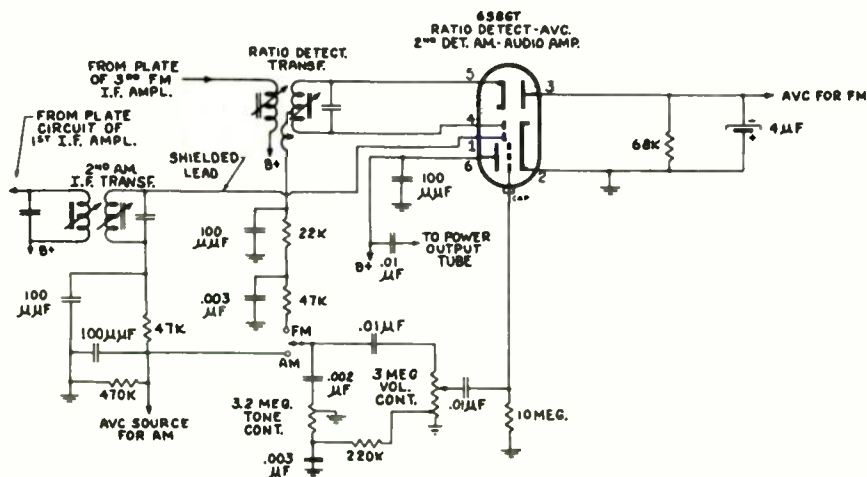 6S8GT
RATIO DETECT-AVC.
2ND DET. AM-AUDIO AMP.
RATIO DETECT.
TRANSF.
FROM PLATE
OF 3RD FM
I.F. AMPL.
5
3
AVC FOR FM
FROM PLATE
CIRCUIT OF
1ST I.F. AMPL.
4
1
6
2
CAP
68K
4μF
-
+
B+
SHIELDED
LEAD
2ND AM.
I.F. TRANSF.
100
μμF
B+
100
μμF
22K
TO POWER
OUTPUT
TUBE
B+
.01
μF
100
μμF
.003
μF
47K
47K
FM
100μμF
AM
.01μF
470K
.002
μF
3 MEG
VOL.
CONT.
.01μF
10 MEG.
AVC SOURCE
FOR AM
3.2 MEG.
TONE
CONT.
.003
μF
220K